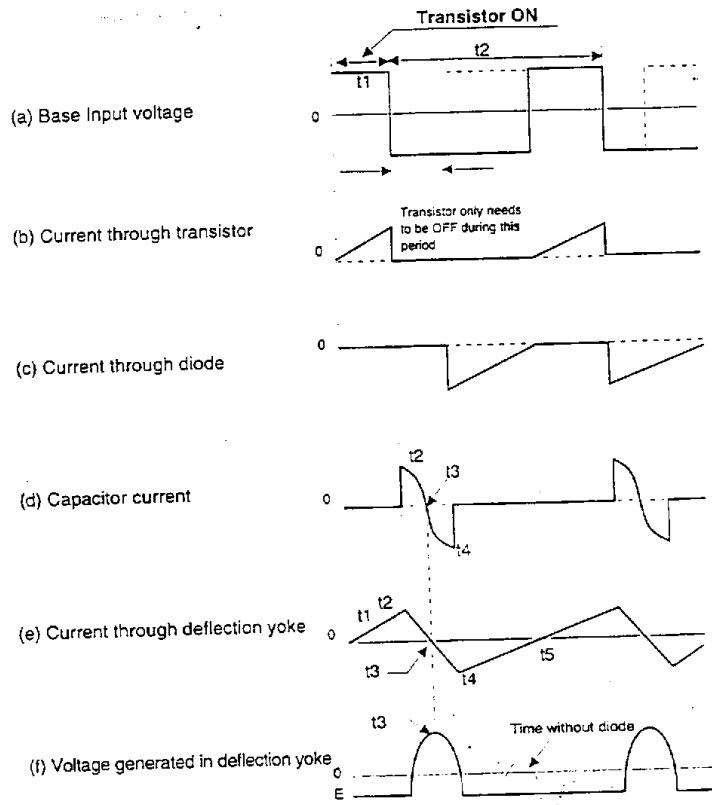 Transistor ON
t2
t1
(a) Base Input voltage
0
Transistor only needs
to be OFF during this
period
(b) Current through transistor
0
0
(c) Current through diode
t2
t3
(d) Capacitor current
0
t4
t1
t2
(e) Current through deflection yoke
0
t5
t3
t4
t3
Time without diode
(f) Voltage generated in deflection yoke
0
E